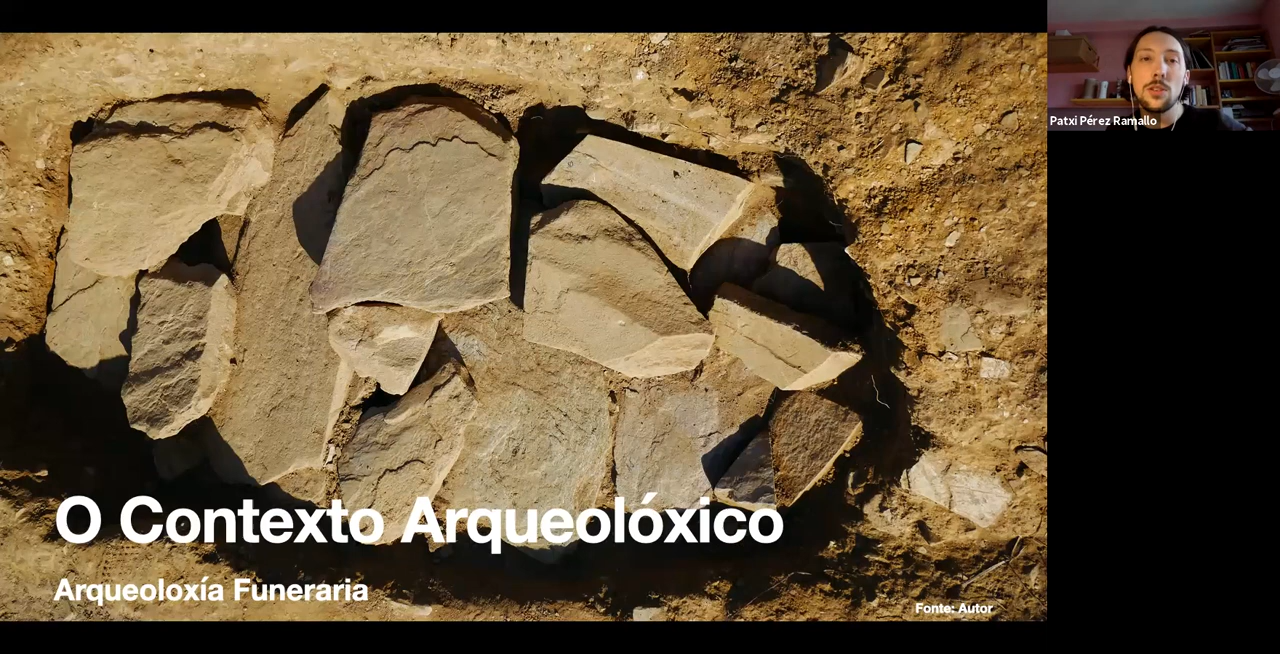 Patxi Pérez Ramallo
O Contexto Arqueolóxico
Arqueoloxía Funeraria
Fonte: Autor